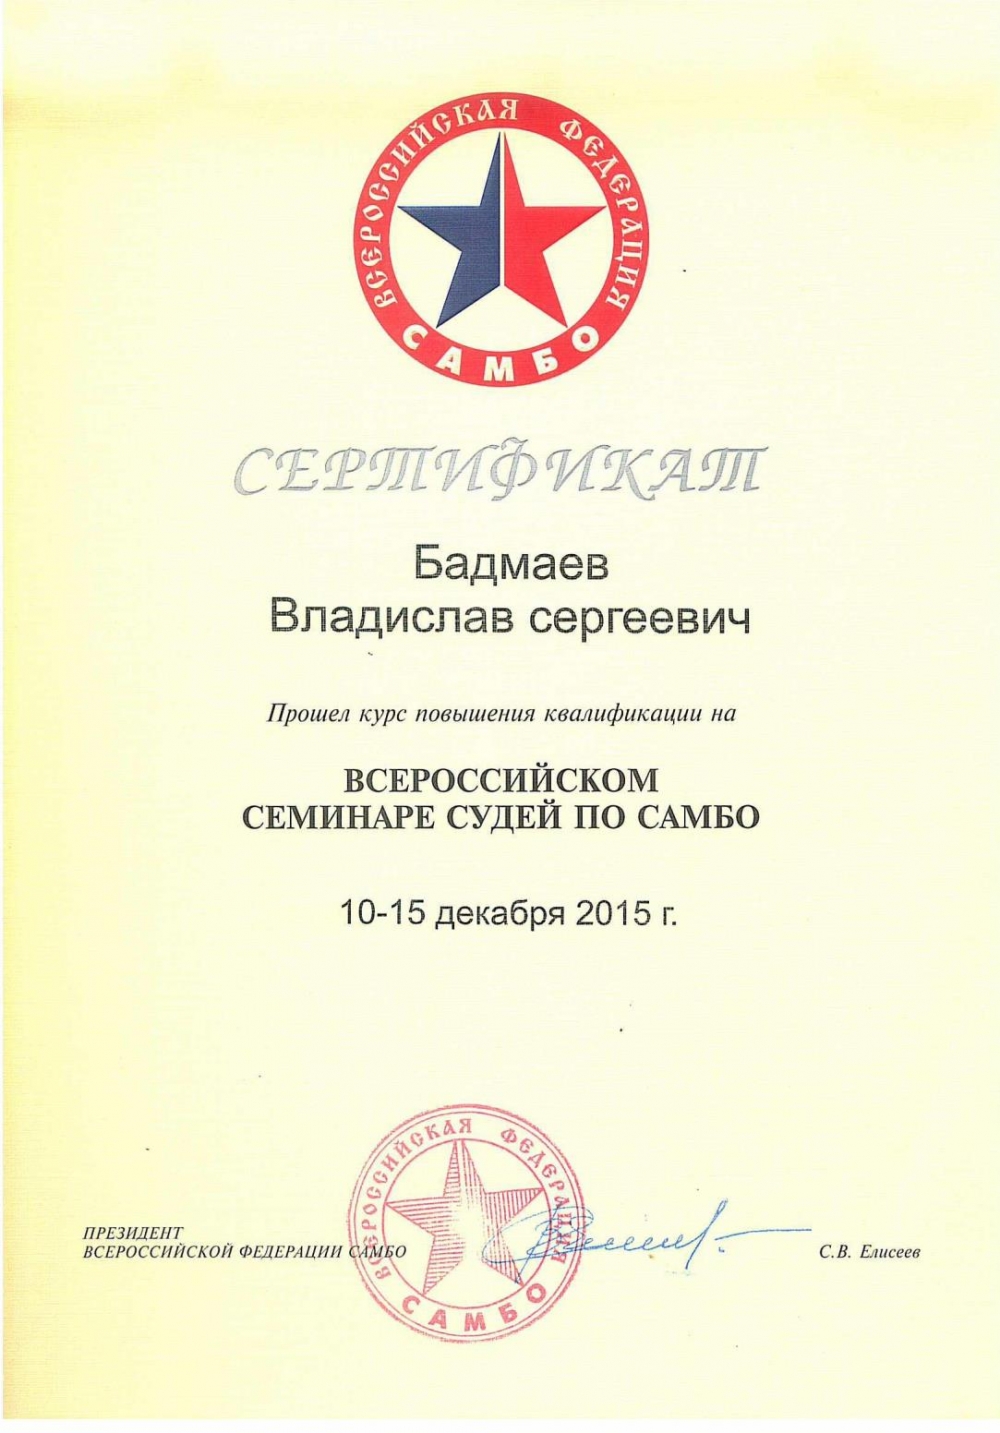 ВСЕРОССИЙСКАЯ ФЕДЕРАЦИЯ
САМБО
СЕРТИФИКАТ
Бадмаев
Владислав сергеевич
Прошел курс повышения квалификации на
ВСЕРОССИЙСКОМ
СЕМИНАРЕ СУДЕЙ ПО САМБО
10-15 декабря 2015 г.
ВСЕРОССИЙСКАЯ ФЕДЕРАЦИЯ
САМБО
ПРЕЗИДЕНТ
ВСЕРОССИЙСКОЙ ФЕДЕРАЦИИ САМБО
С.В. Елисеев